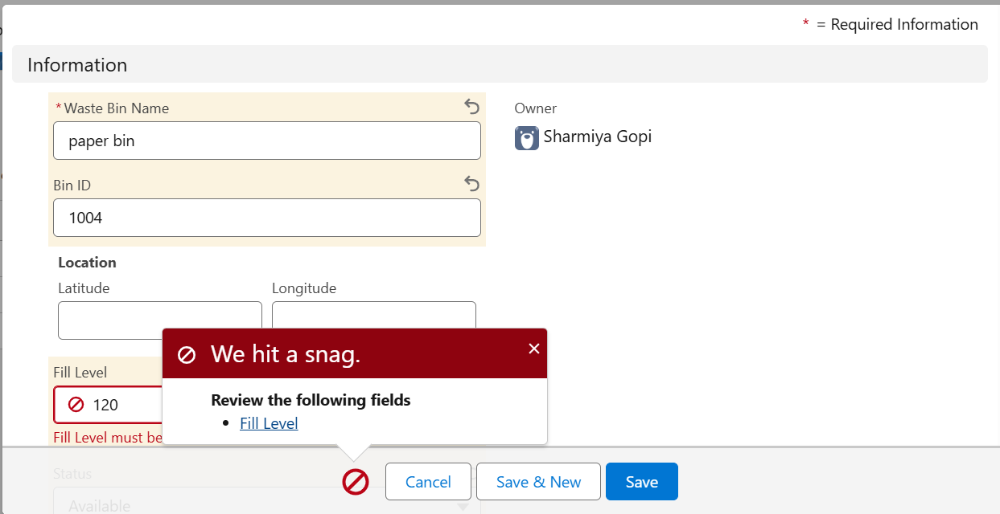 * = Required Information
Information
* Waste Bin Name
paper bin
Owner
Sharmiya Gopi
Bin ID
1004
Location
Latitude
Longitude
We hit a snag.
Review the following fields
• Fill Level
Fill Level
120
Fill Level must be
Status
Available
Cancel
Save & New
Save